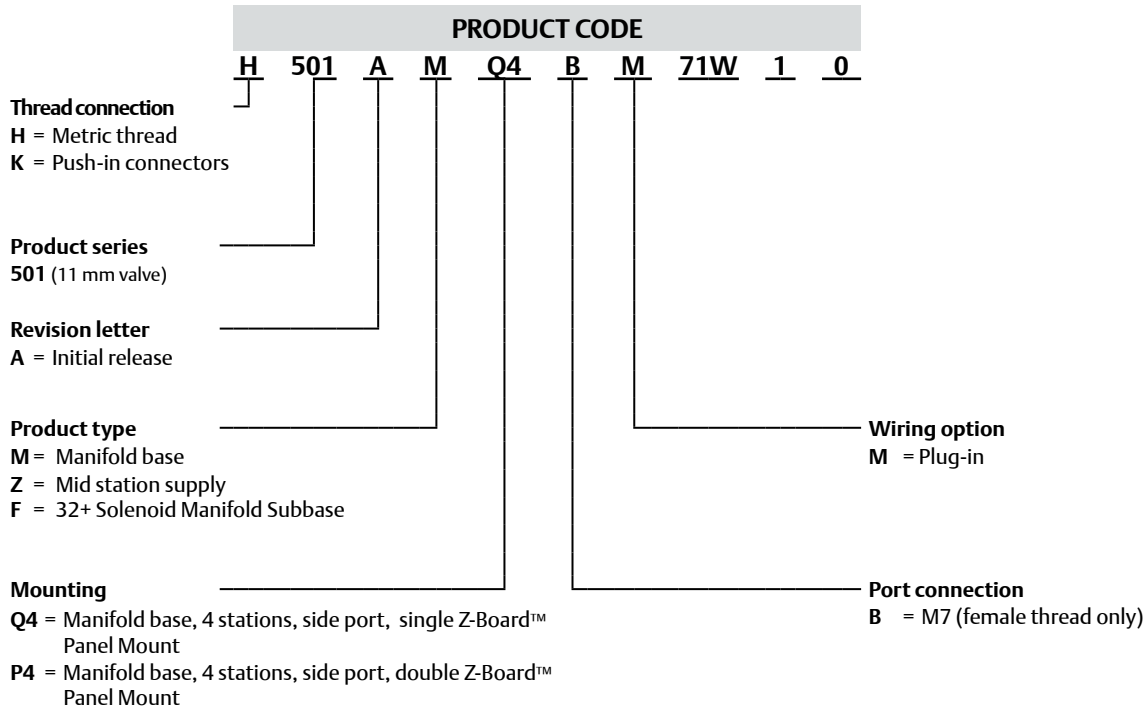 PRODUCT CODE
H 501 A M Q4 B M 71W 1 0
Thread connection
H = Metric thread
K = Push-in connectors
Product series
501 (11 mm valve)
Revision letter
A = Initial release
Product type
M = Manifold base
Z = Mid station supply
F = 32+ Solenoid Manifold Subbase
Wiring option
M = Plug-in
Mounting
Q4 = Manifold base, 4 stations, side port, single Z-Board™
Panel Mount
P4 = Manifold base, 4 stations, side port, double Z-Board™
Panel Mount
Port connection
B = M7 (female thread only)